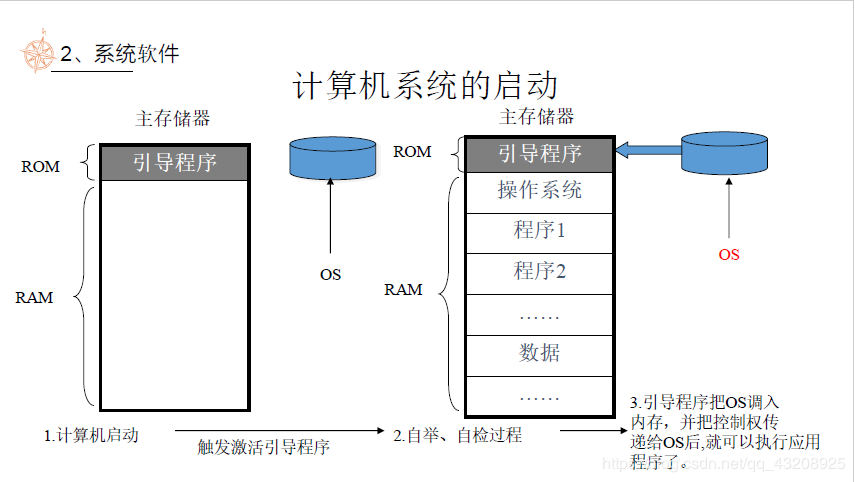 2、系统软件
计算机系统的启动
主存储器
ROM
引导程序
RAM
OS
主存储器
ROM
引导程序
操作系统
程序1
程序2
……
数据
……
RAM
OS
1.计算机启动
触发激活引导程序
2.自举、自检过程
3.引导程序把OS调入
内存，并把控制权传
递给OS后,就可以执行应用
程序了。
https://blog.csdn.net/qq_43208925